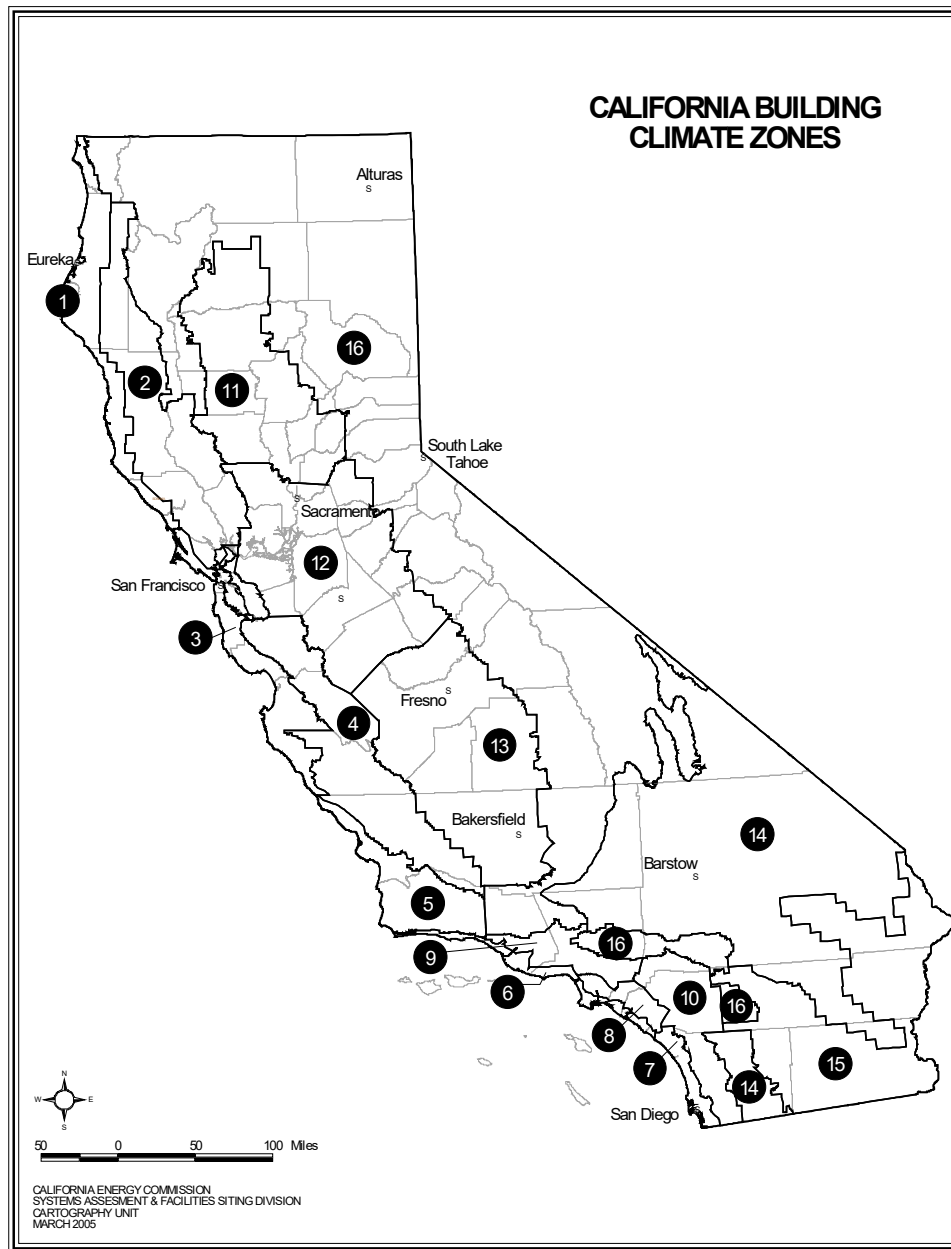 CALIFORNIA BUILDING
CLIMATE ZONES
Alturas
S
Eureka
1
16
2
11
South Lake
Tahoe
S
S
Sacramento
12
San Francisco
S
3
S
Fresno
4
13
Bakersfield
S
14
Barstow
S
5
9
16
6
10
16
8
7
15
14
San Diego
N
W
E
S
50
0
50
100
Miles
CALIFORNIA ENERGY COMMISSION
SYSTEMS ASSESMENT & FACILITIES SITING DIVISION
CARTOGRAPHY UNIT
MARCH 2005